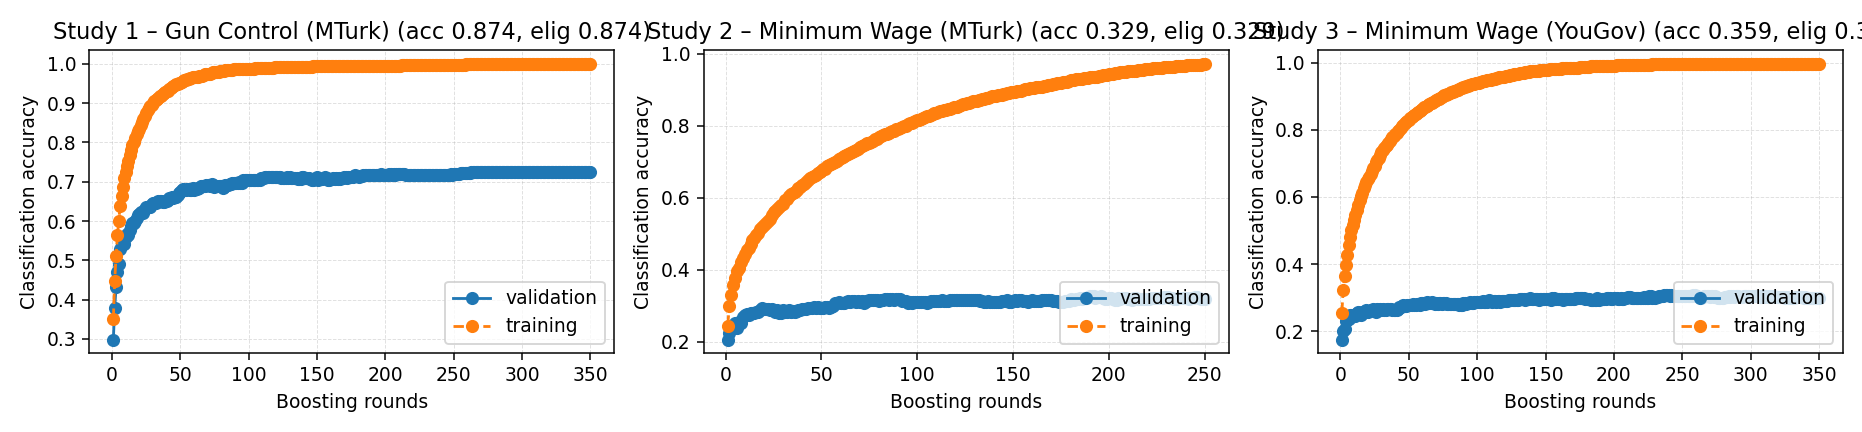 Study 1 – Gun Control (MTurk) (acc 0.874, elig 0.874)
Study 2 – Minimum Wage (MTurk) (acc 0.329, elig 0.329)
Study 3 – Minimum Wage (YouGov) (acc 0.359, elig 0.3
Classification accuracy
1.0
0.9
0.8
0.7
0.6
0.5
0.4
0.3
validation
training
0 50 100 150 200 250 300 350
Boosting rounds
Classification accuracy
1.0
0.8
0.6
0.4
0.2
validation
training
0 50 100 150 200 250
Boosting rounds
Classification accuracy
1.0
0.8
0.6
0.4
0.2
validation
training
0 50 100 150 200 250 300 350
Boosting rounds